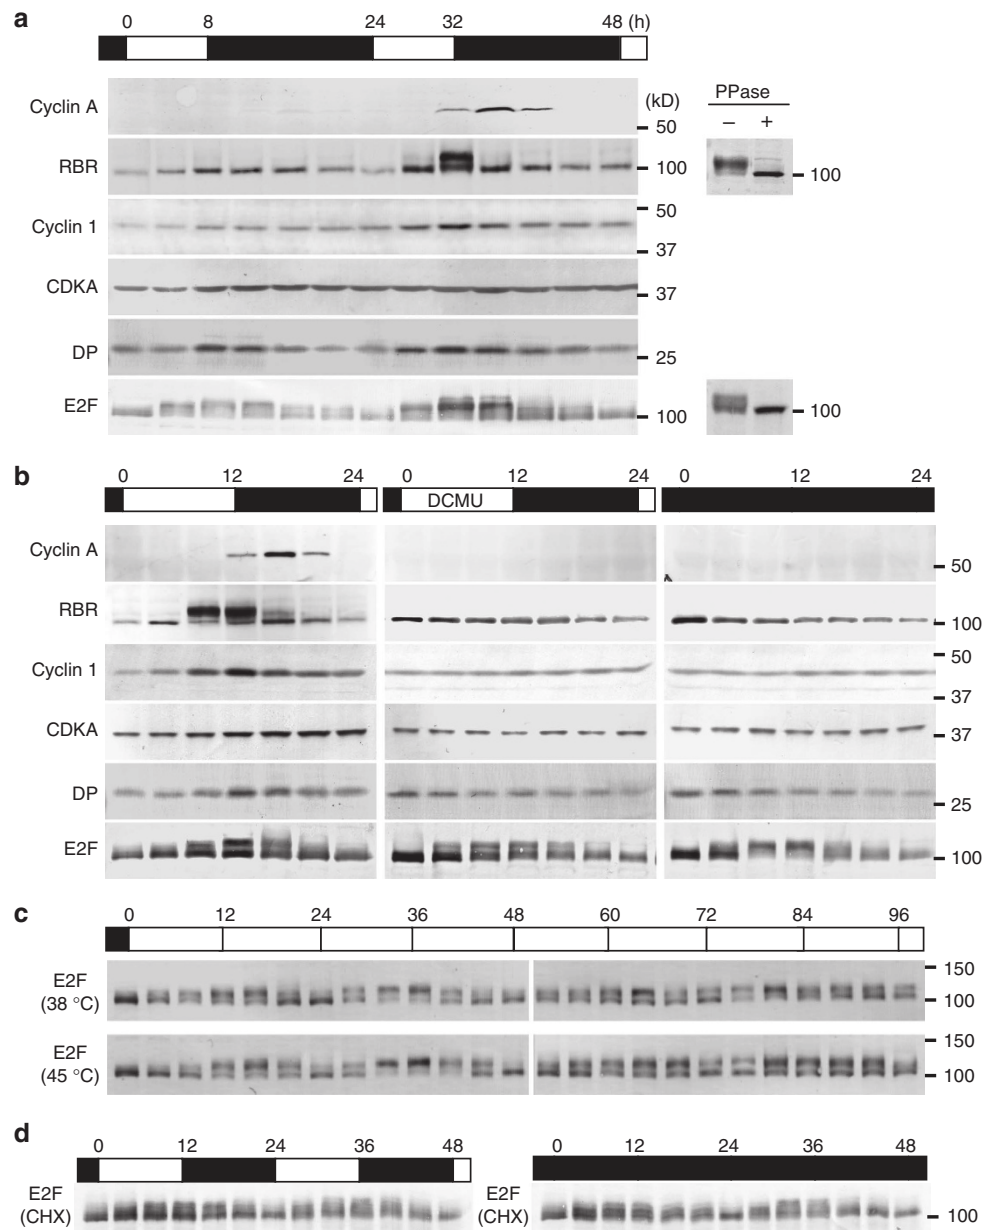 a
0 8 24 32 48 (h)
Cyclin A
(kD)
50
PPase
– +
RBR
100
100
Cyclin 1
50
37
CDKA
37
DP
25
E2F
100
100
b
0 12 24
0 12 24
DCMU
0 12 24
Cyclin A
50
RBR
100
Cyclin 1
50
37
CDKA
37
DP
25
E2F
100
c
0 12 24 36 48 60 72 84 96
E2F
(38 °C)
150
100
E2F
(45 °C)
150
100
d
0 12 24 36 48
0 12 24 36 48
E2F
(CHX)
E2F
(CHX)
100